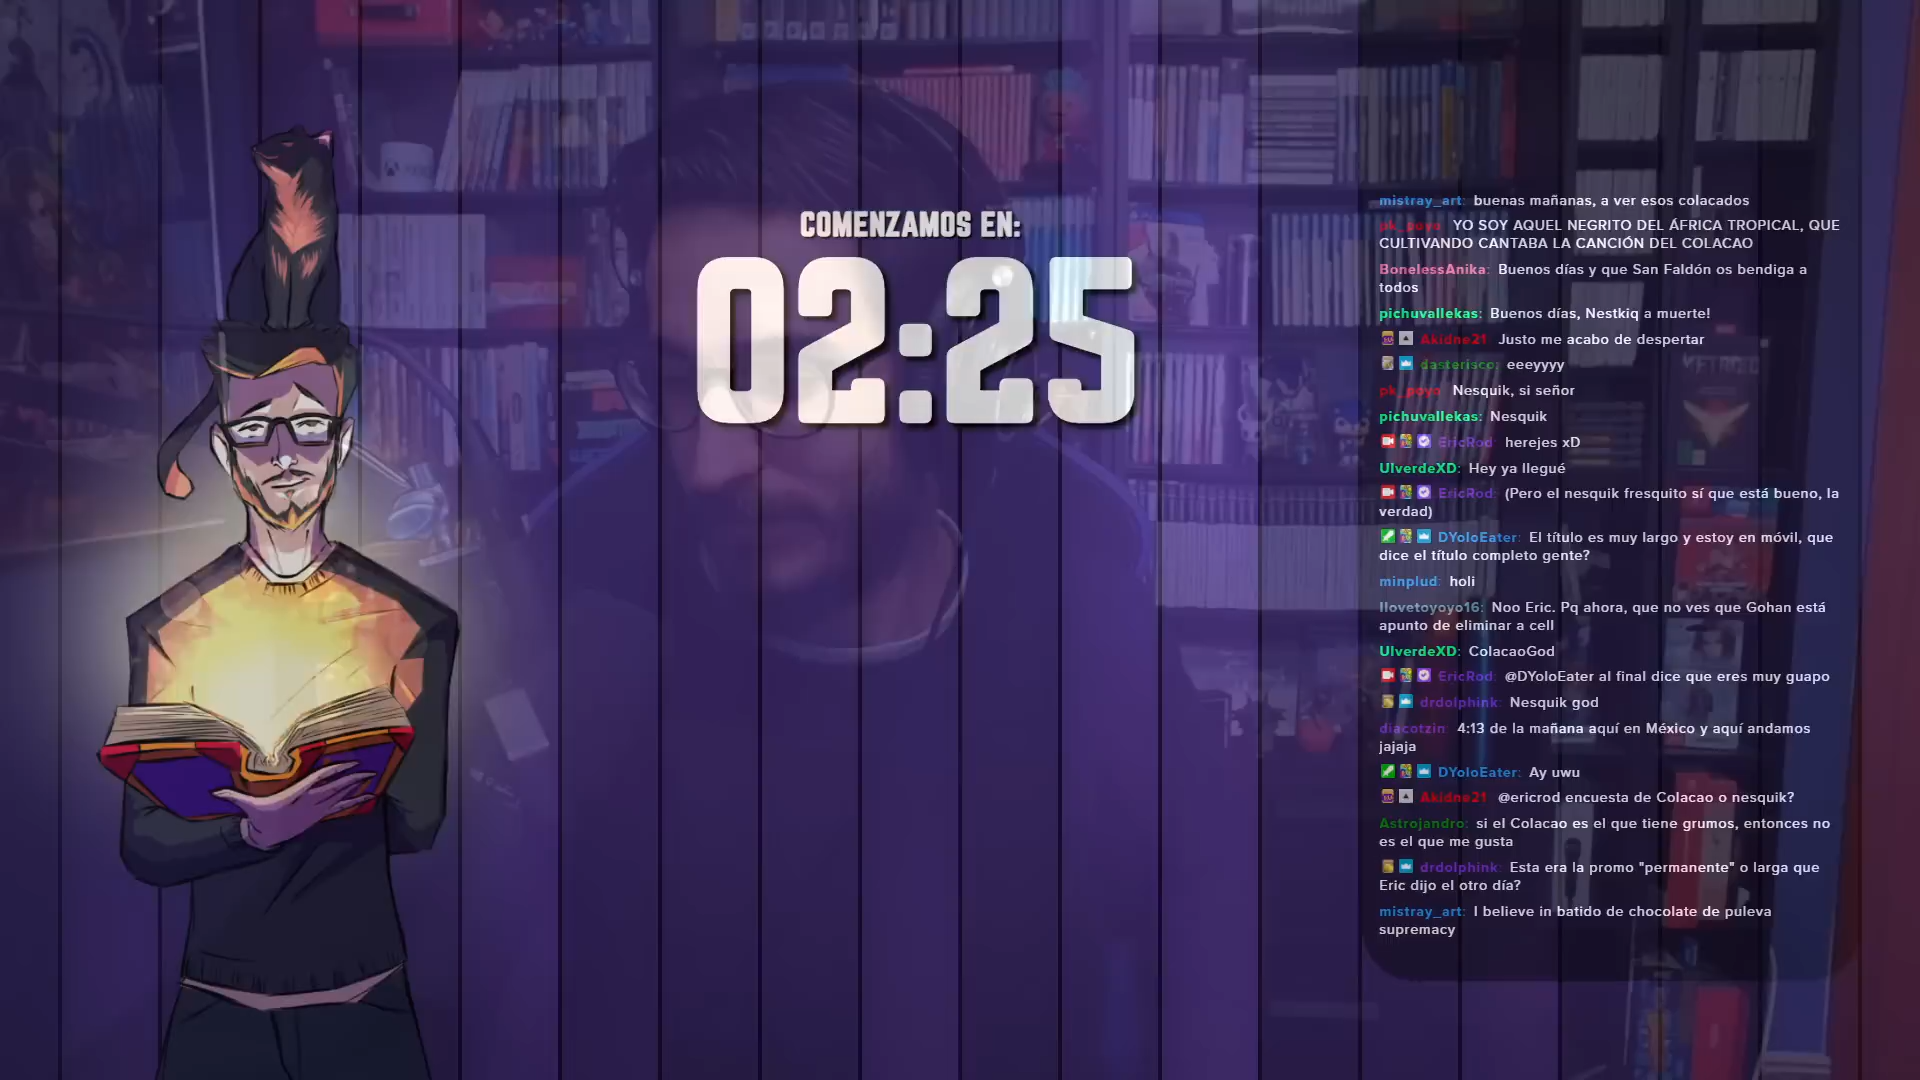 COMENZAMOS EN:
02:25
mistray_art: buenas mañanas, a ver esos colacados
pk_poyo: YO SOY AQUEL NEGRITO DEL ÁFRICA TROPICAL, QUE
CULTIVANDO CANTABA LA CANCIÓN DEL COLACAO
BonelessAnika: Buenos días y que San Faldón os bendiga a
todos
pichuvallekas: Buenos días, Nestkiq a muerte!
Akidne21: Justo me acabo de despertar
dasterisco: eeeyyyy
pk_poyo: Nesquik, si señor
pichuvallekas: Nesquik
EricRod: herejes xD
UlverdeXD: Hey ya llegué
EricRod: (Pero el nesquik fresquito sí que está bueno, la
verdad)
DYoloEater: El título es muy largo y estoy en móvil, que
dice el título completo gente?
minplud: holi
Ilovetoyoyo16: Noo Eric. Pq ahora, que no ves que Gohan está
apunto de eliminar a cell
UlverdeXD: ColacaoGod
EricRod: @DYoloEater al final dice que eres muy guapo
drdolphink: Nesquik god
diacotzin: 4:13 de la mañana aquí en México y aquí andamos
jajaja
DYoloEater: Ay uwu
Akidne21: @ericrod encuesta de Colacao o nesquik?
Astrojandro: si el Colacao es el que tiene grumos, entonces no
es el que me gusta
drdolphink: Esta era la promo "permanente" o larga que
Eric dijo el otro día?
mistray_art: I believe in batido de chocolate de puleva
supremacy
METROID